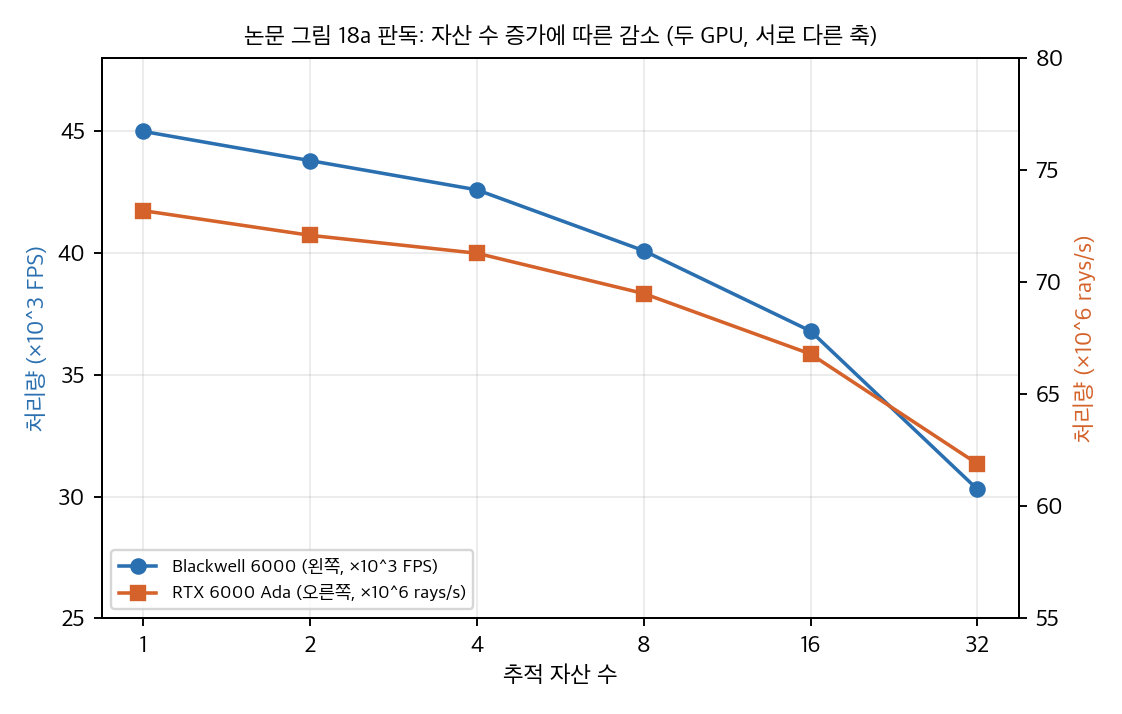 논문 그림 18a 판독: 자산 수 증가에 따른 감소 (두 GPU, 서로 다른 축)
처리량 (×10^3 FPS)
45
40
35
30
25
80
75
70
65
60
55
처리량 (×10^6 rays/s)
Blackwell 6000 (왼쪽, ×10^3 FPS)
RTX 6000 Ada (오른쪽, ×10^6 rays/s)
1 2 4 8 16 32
추적 자산 수